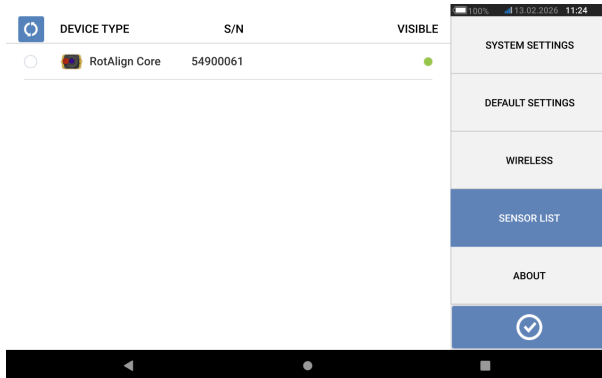 100% 13.02.2026 11:24
DEVICE TYPE S/N VISIBLE
RotAlign Core 54900061
SYSTEM SETTINGS
DEFAULT SETTINGS
WIRELESS
SENSOR LIST
ABOUT